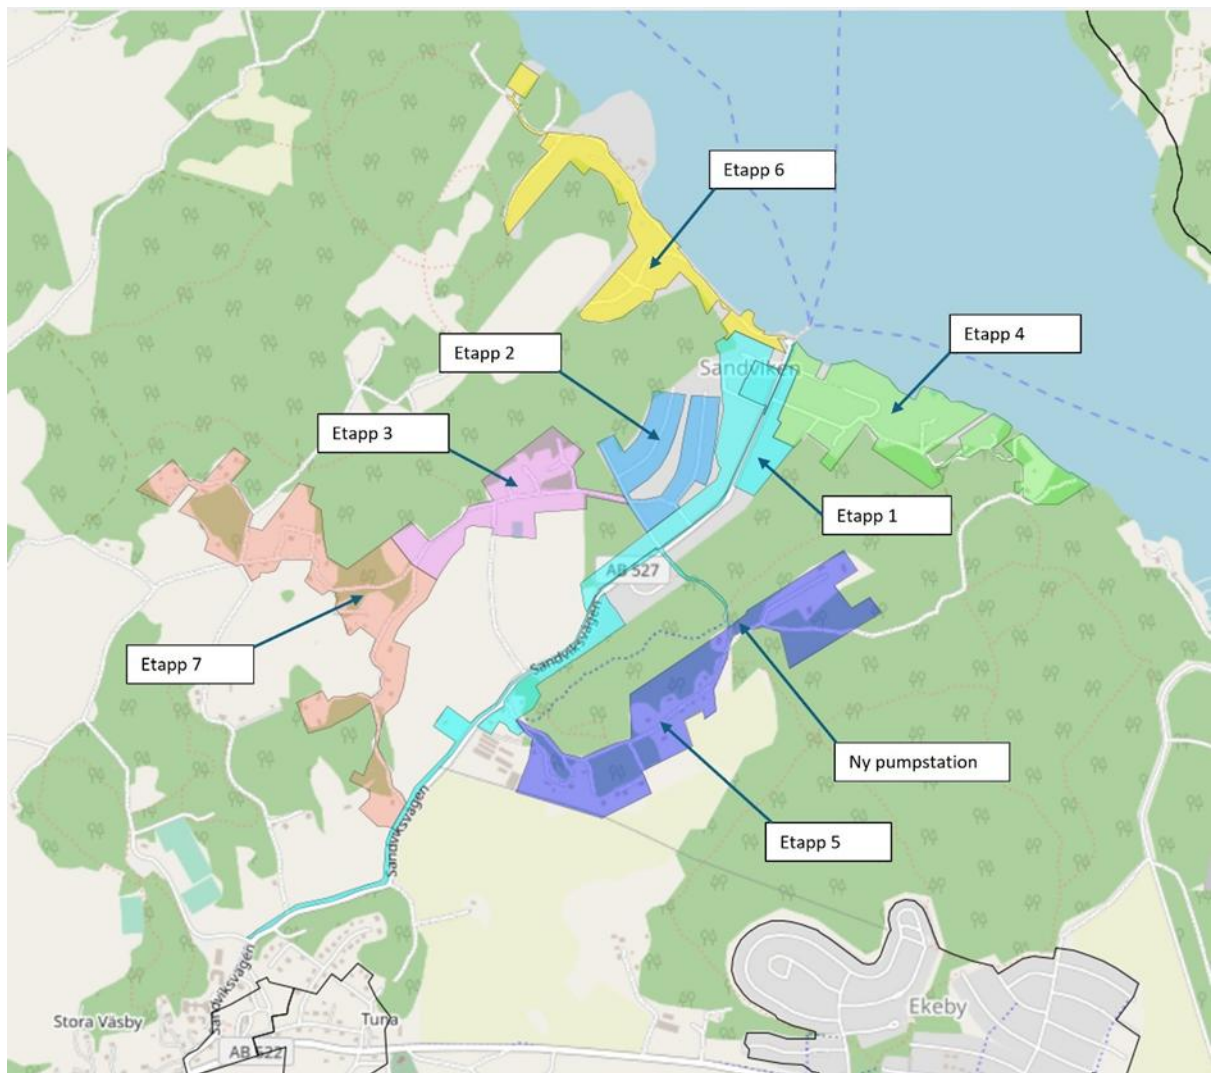 Etapp 6
Etapp 4
Etapp 2
Sandviken
Etapp 3
Etapp 1
AB 527
Sandviksvägen
Etapp 7
Ny pumpstation
Sandviksvägen
Etapp 5
Sandviksvägen
Ekeby
Stora Väsby
Tuna
AB 522